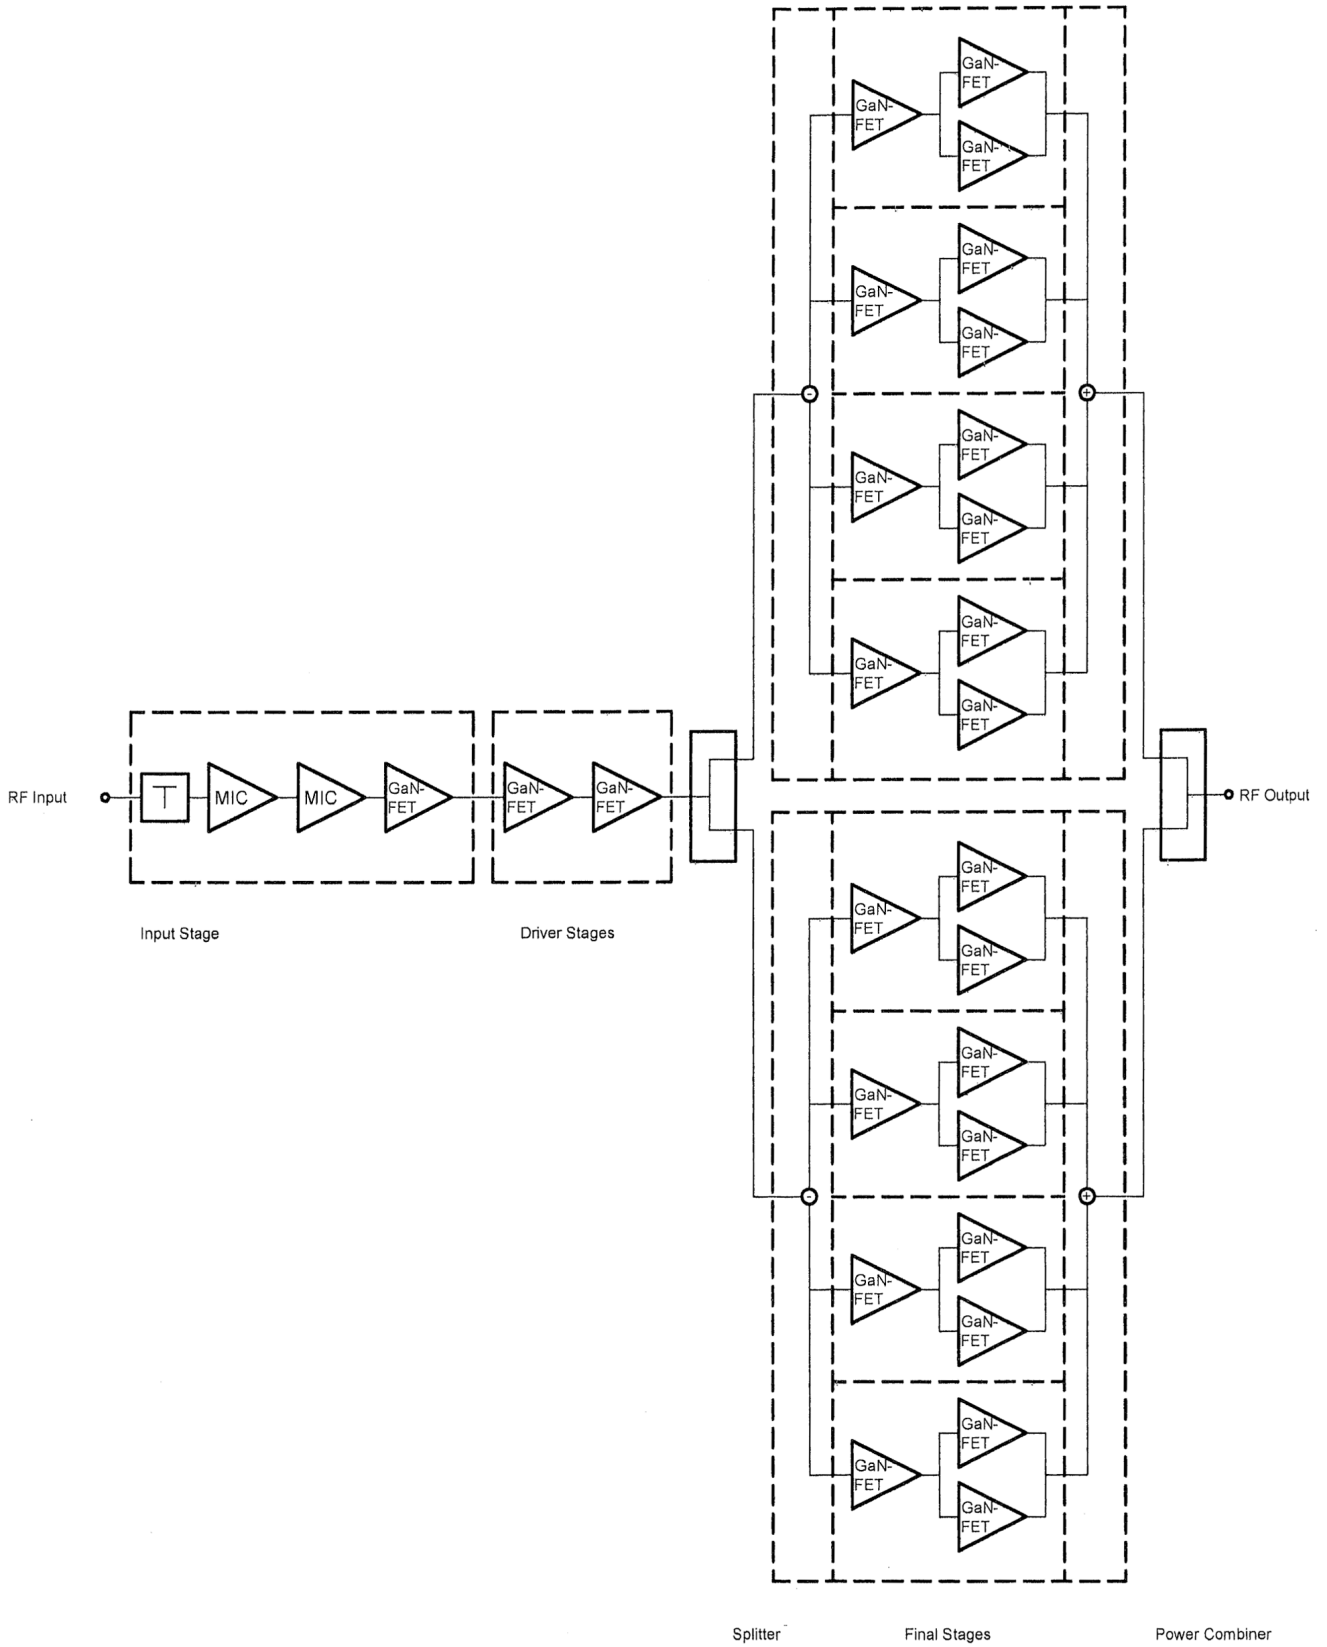 GaN-
FET
GaN-
FET
GaN-
FET
GaN-
FET
GaN-
FET
GaN-
FET
GaN-
FET
GaN-
FET
GaN-
FET
GaN-
FET
GaN-
FET
GaN-
FET
RF Input
T
MIC
MIC
GaN-
FET
GaN-
FET
GaN-
FET
RF Output
Input Stage
Driver Stages
GaN-
FET
GaN-
FET
GaN-
FET
GaN-
FET
GaN-
FET
GaN-
FET
GaN-
FET
GaN-
FET
GaN-
FET
GaN-
FET
GaN-
FET
GaN-
FET
Splitter
Final Stages
Power Combiner